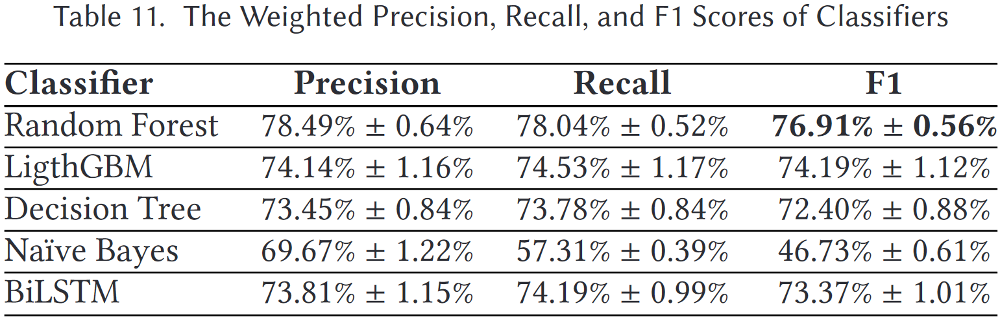 Table 11. The Weighted Precision, Recall, and F1 Scores of Classifiers
Classifier Precision Recall F1
Random Forest 78.49% ± 0.64% 78.04% ± 0.52% 76.91% ± 0.56%
LigthGBM 74.14% ± 1.16% 74.53% ± 1.17% 74.19% ± 1.12%
Decision Tree 73.45% ± 0.84% 73.78% ± 0.84% 72.40% ± 0.88%
Naïve Bayes 69.67% ± 1.22% 57.31% ± 0.39% 46.73% ± 0.61%
BiLSTM 73.81% ± 1.15% 74.19% ± 0.99% 73.37% ± 1.01%